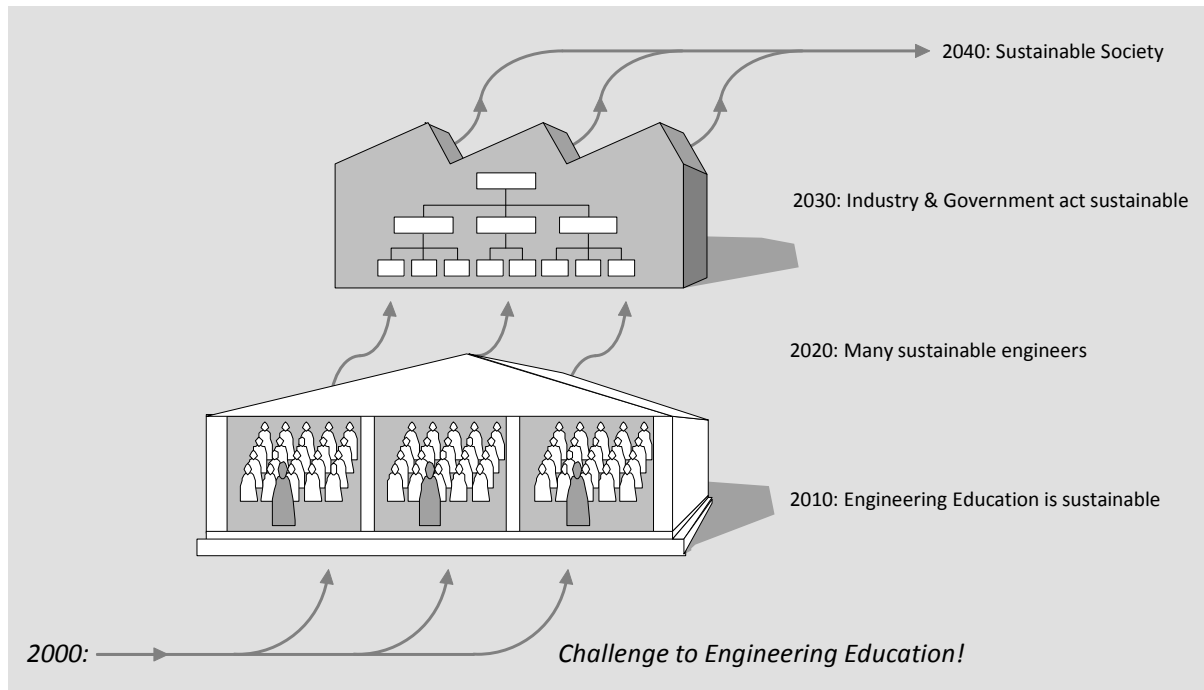 2040: Sustainable Society
2030: Industry & Government act sustainable
2020: Many sustainable engineers
2010: Engineering Education is sustainable
2000: Challenge to Engineering Education!